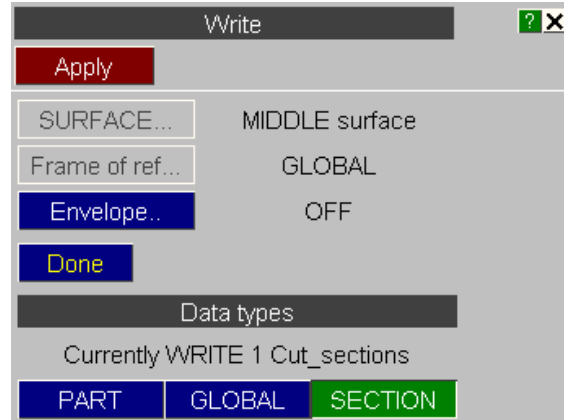 Write
? X
Apply
SURFACE... MIDDLE surface
Frame of ref... GLOBAL
Envelope.. OFF
Done
Data types
Currently WRITE 1 Cut_sections
PART GLOBAL SECTION